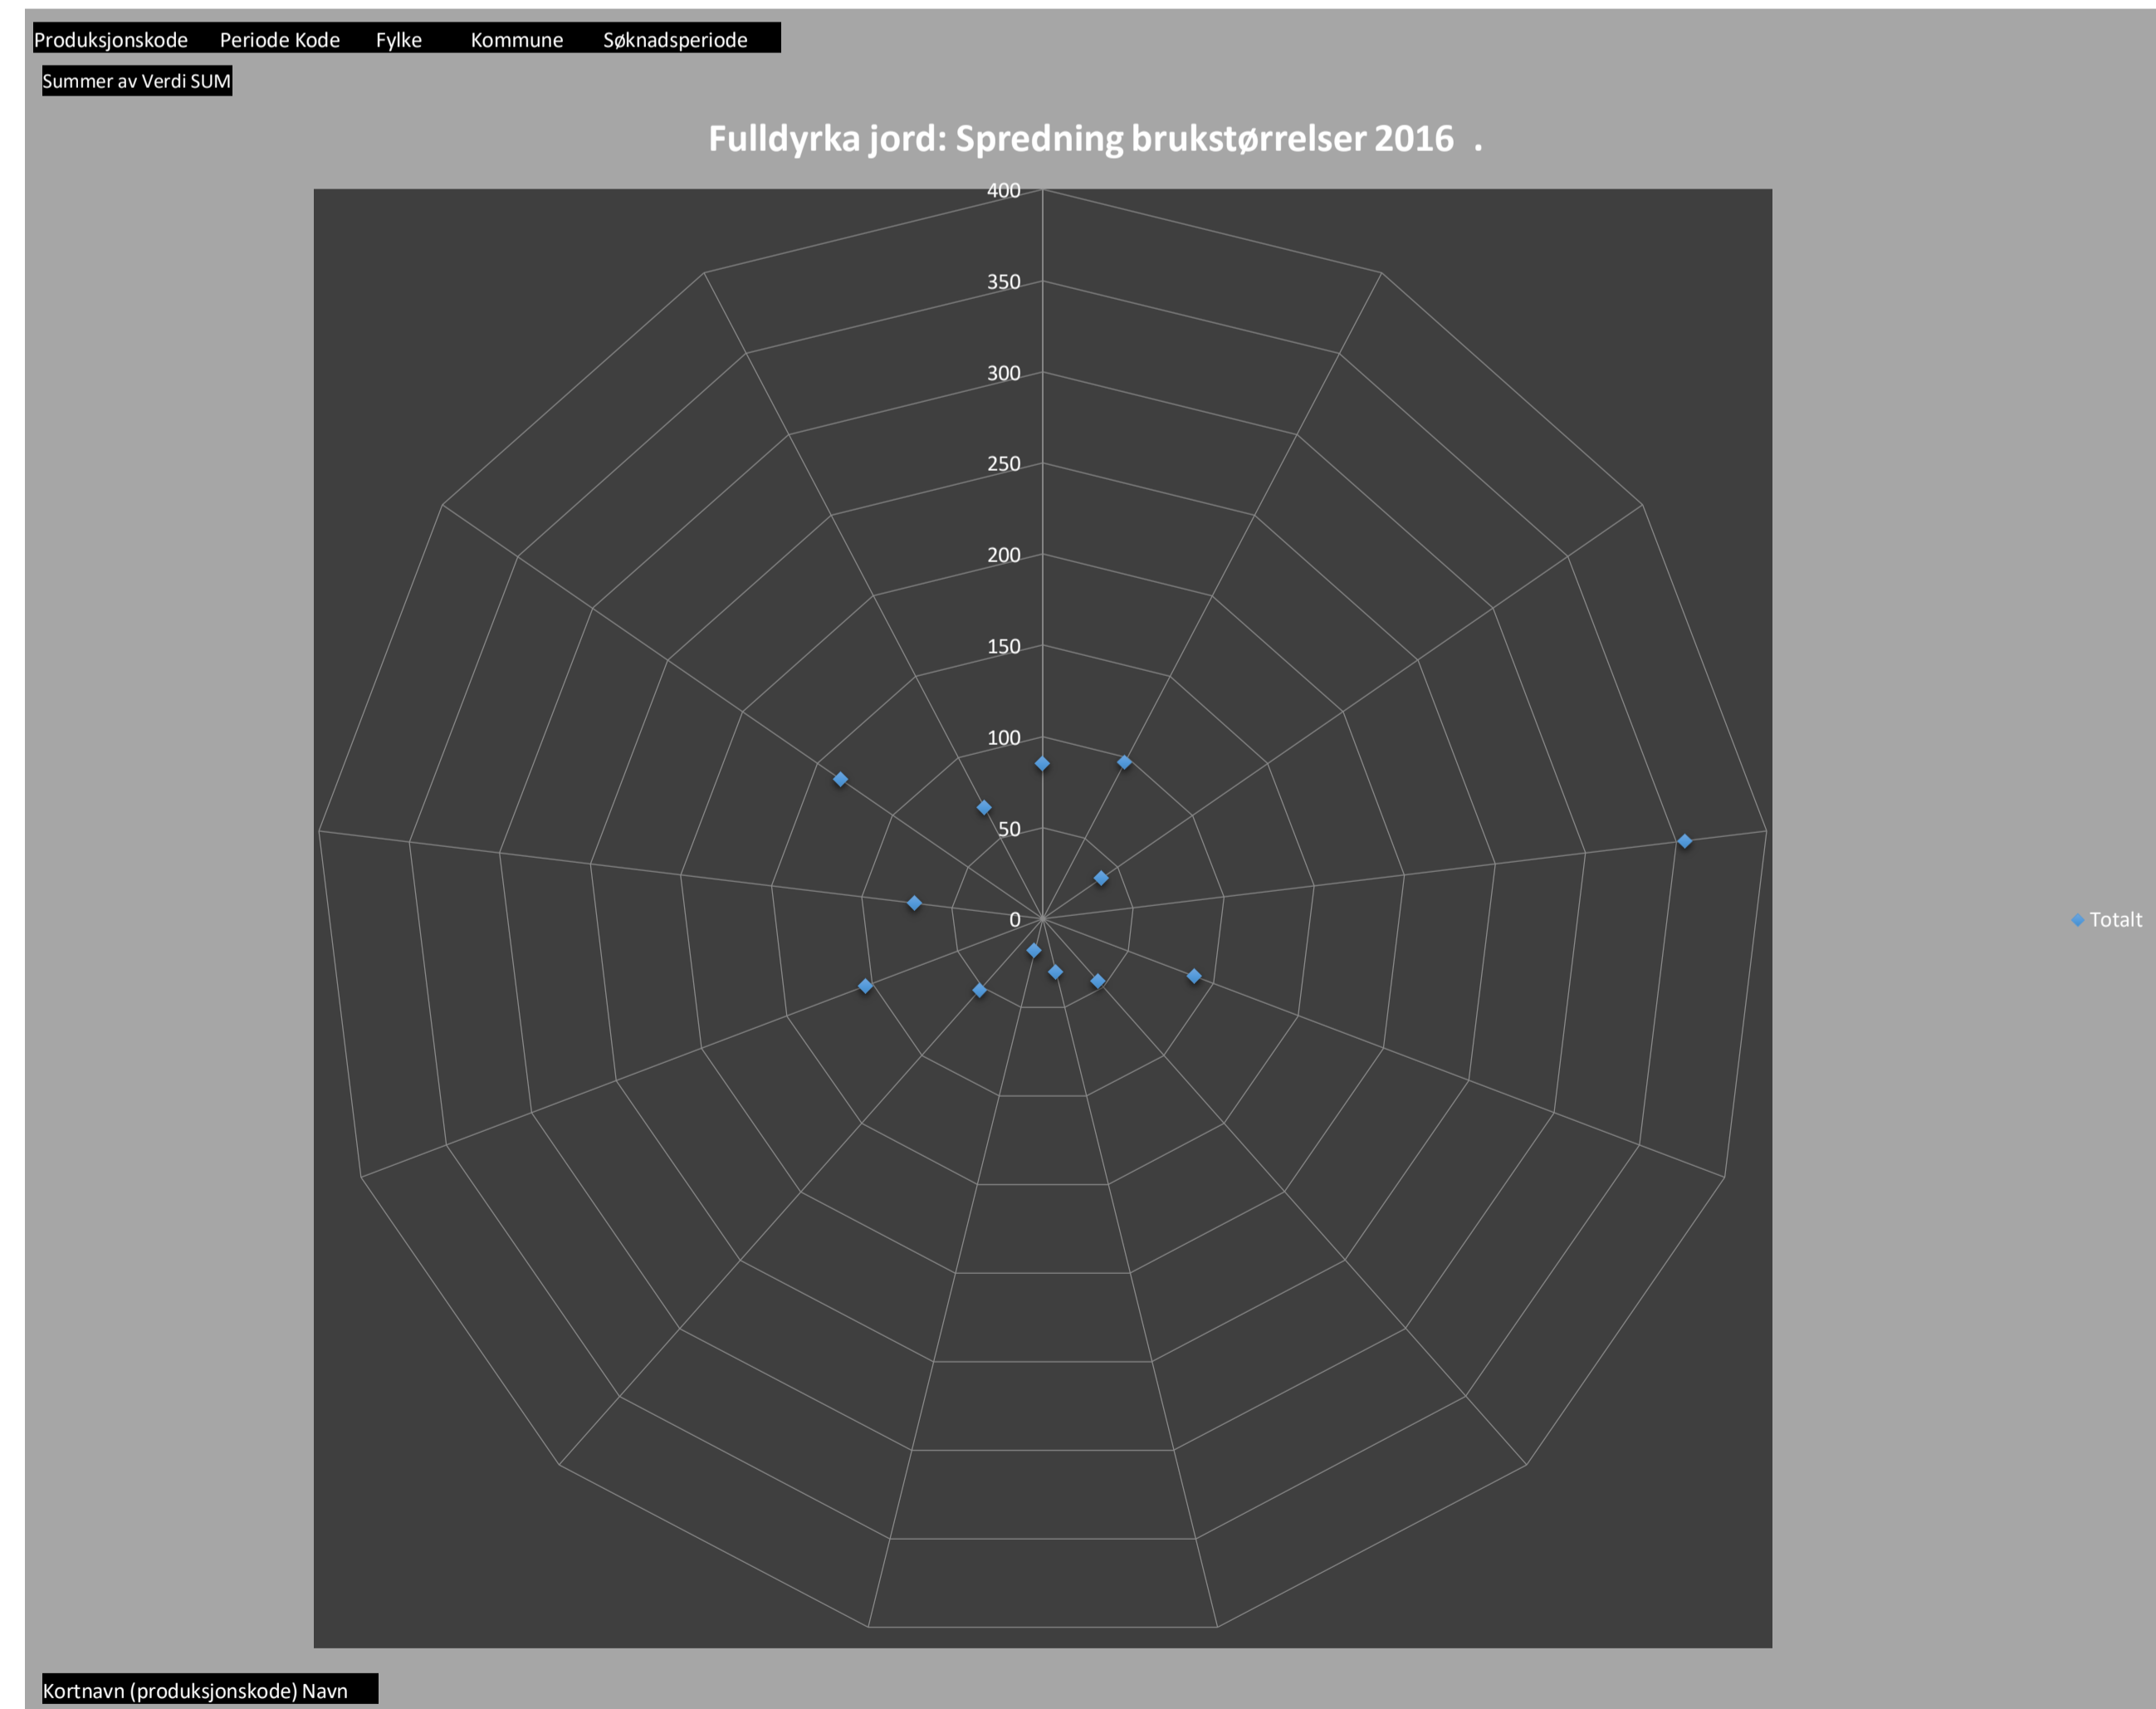 Produksjonskode Periode Kode Fylke Kommune Søknadsperiode
Summer av Verdi SUM
Fulldyrka jord: Spredning brukstørrelser 2016 .
400
350
300
250
200
150
100
50
0
Totalt
Kortnavn (produksjonskode) Navn